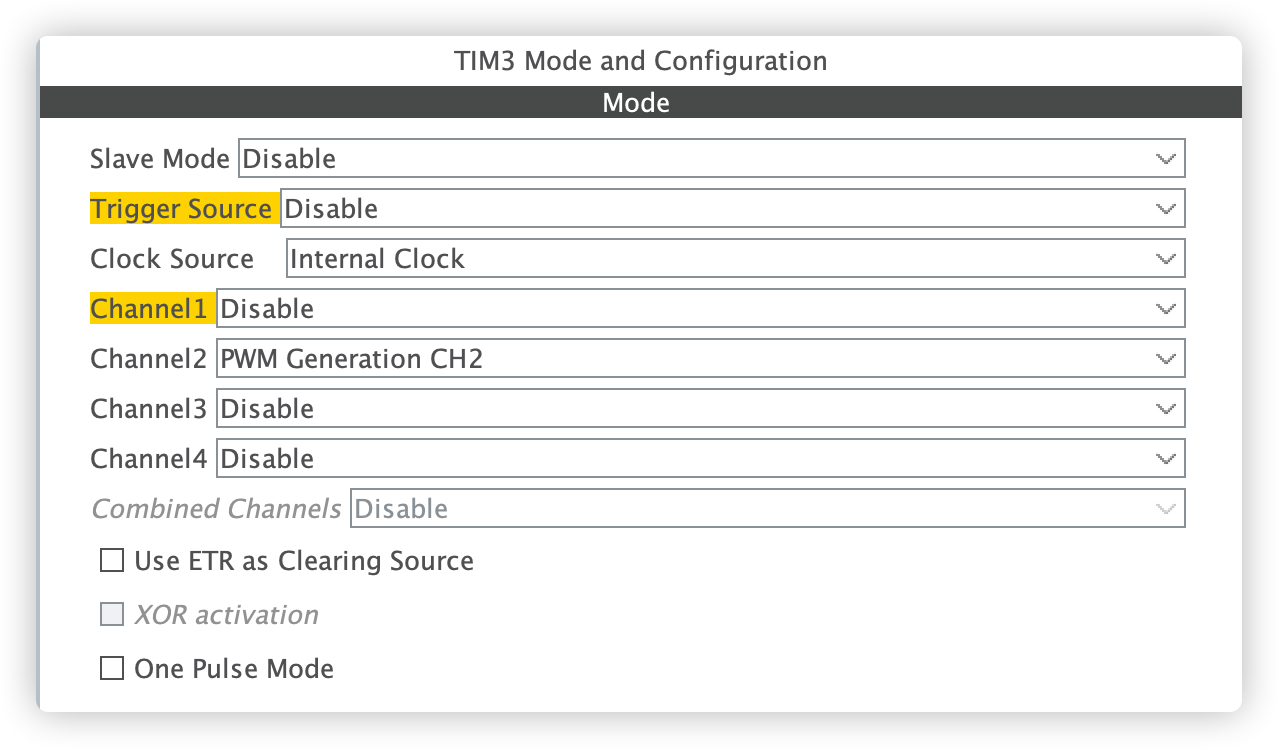 TIM3 Mode and Configuration
Mode
Slave Mode Disable
Trigger Source Disable
Clock Source Internal Clock
Channel1 Disable
Channel2 PWM Generation CH2
Channel3 Disable
Channel4 Disable
Combined Channels Disable
Use ETR as Clearing Source
XOR activation
One Pulse Mode